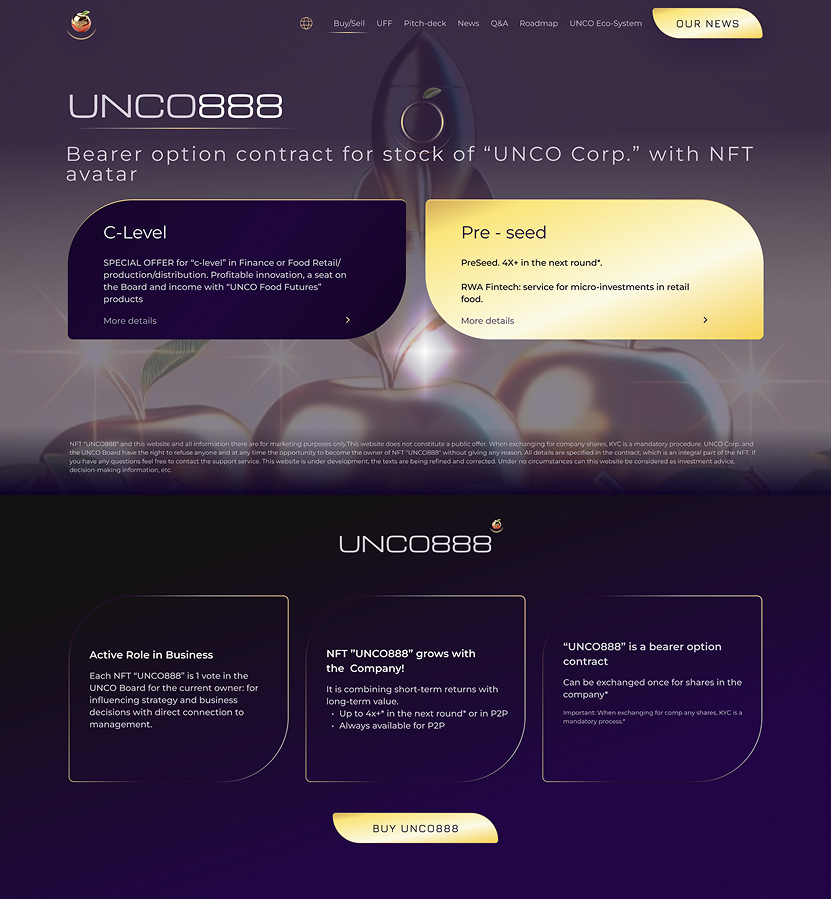 Buy/Sell UFF Pitch-deck News Q&A Roadmap UNCO Eco-System OUR NEWS
UNCO888
Bearer option contract for stock of “UNCO Corp.” with NFT
avatar
C-Level
SPECIAL OFFER for “c-level” in Finance or Food Retail/
production/distribution. Profitable innovation, a seat on
the Board and income with “UNCO Food Futures”
products
More details
Pre - seed
PreSeed. 4X+ in the next round*.
RWA Fintech: service for micro-investments in retail
food.
More details
NFT "UNCO888" and this website and all information there are for marketing purposes only.This website does not constitute a public offer. When exchanging for company shares, KYC is a mandatory procedure. UNCO Corp. and
the UNCO Board have the right to refuse anyone and at any time the opportunity to become the owner of NFT "UNCO888" without giving any reason. All details are specified in the contract, which is an integral part of the NFT. If
you have any questions feel free to contact the support service. This website is under development, the texts are being refined and corrected. Under no circumstances can this website be considered as investment advice,
decision-making information, etc.
UNCO888
Active Role in Business
Each NFT “UNCO888” is 1 vote in the
UNCO Board for the current owner: for
influencing strategy and business
decisions with direct connection to
management.
NFT ”UNCO888” grows with
the Company!
It is combining short-term returns with
long-term value.
• Up to 4x+* in the next round* or in P2P
• Always available for P2P
“UNCO888” is a bearer option
contract
Can be exchanged once for shares in the
company*
Important: When exchanging for comp any shares, KYC is a
mandatory process.*
BUY UNCO888